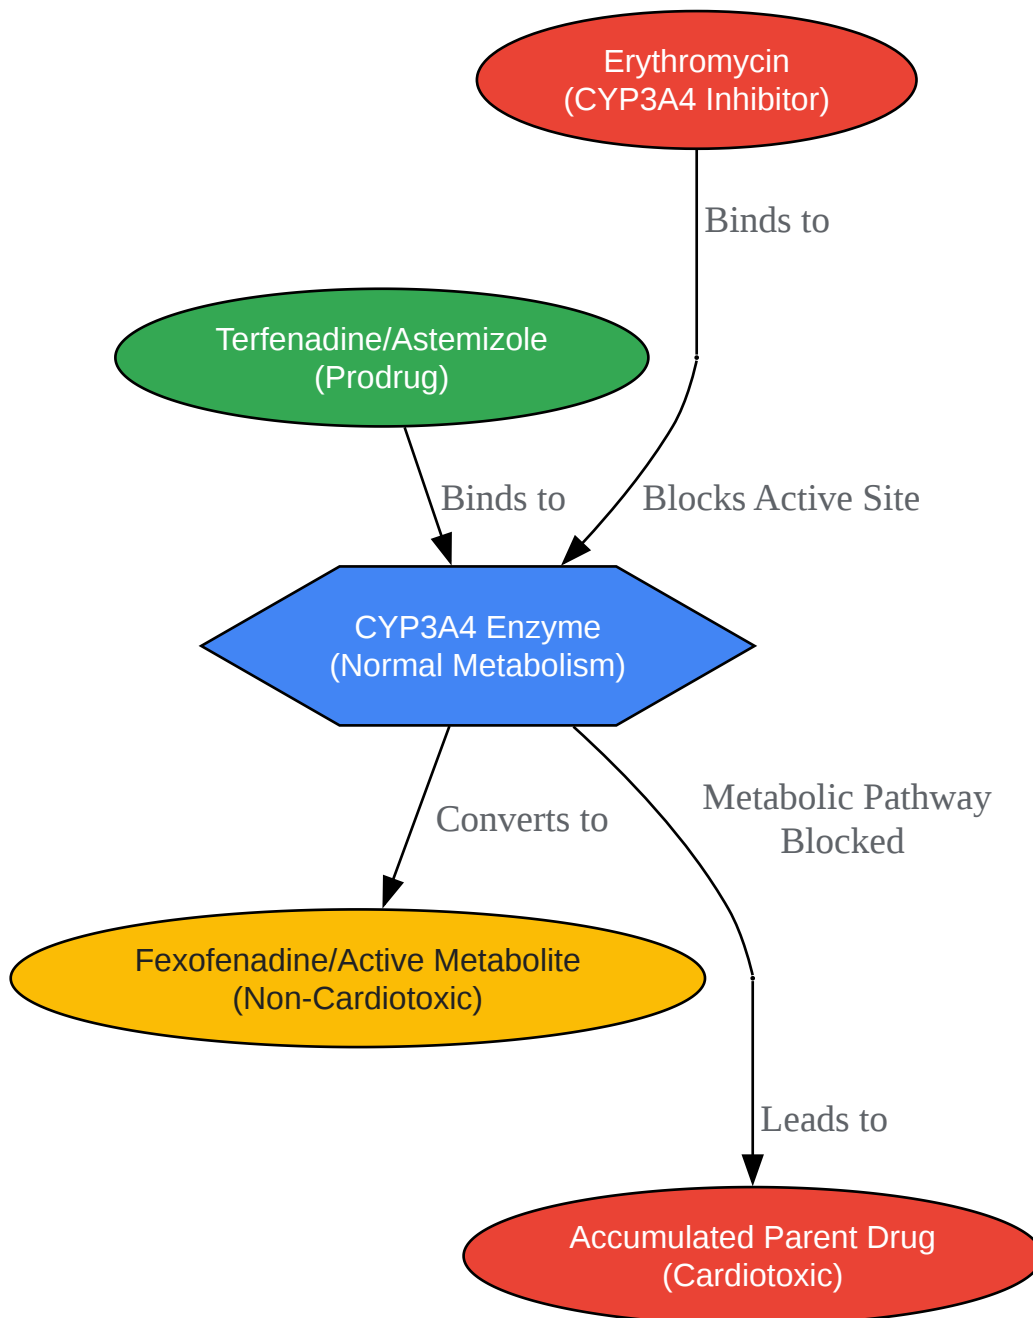 Erythromycin
(CYP3A4 Inhibitor)
Binds to
Terfenadine/Astemizole
(Prodrug)
Binds to
Blocks Active Site
CYP3A4 Enzyme
(Normal Metabolism)
Converts to
Metabolic Pathway
Blocked
Fexofenadine/Active Metabolite
(Non-Cardiotoxic)
Leads to
Accumulated Parent Drug
(Cardiotoxic)